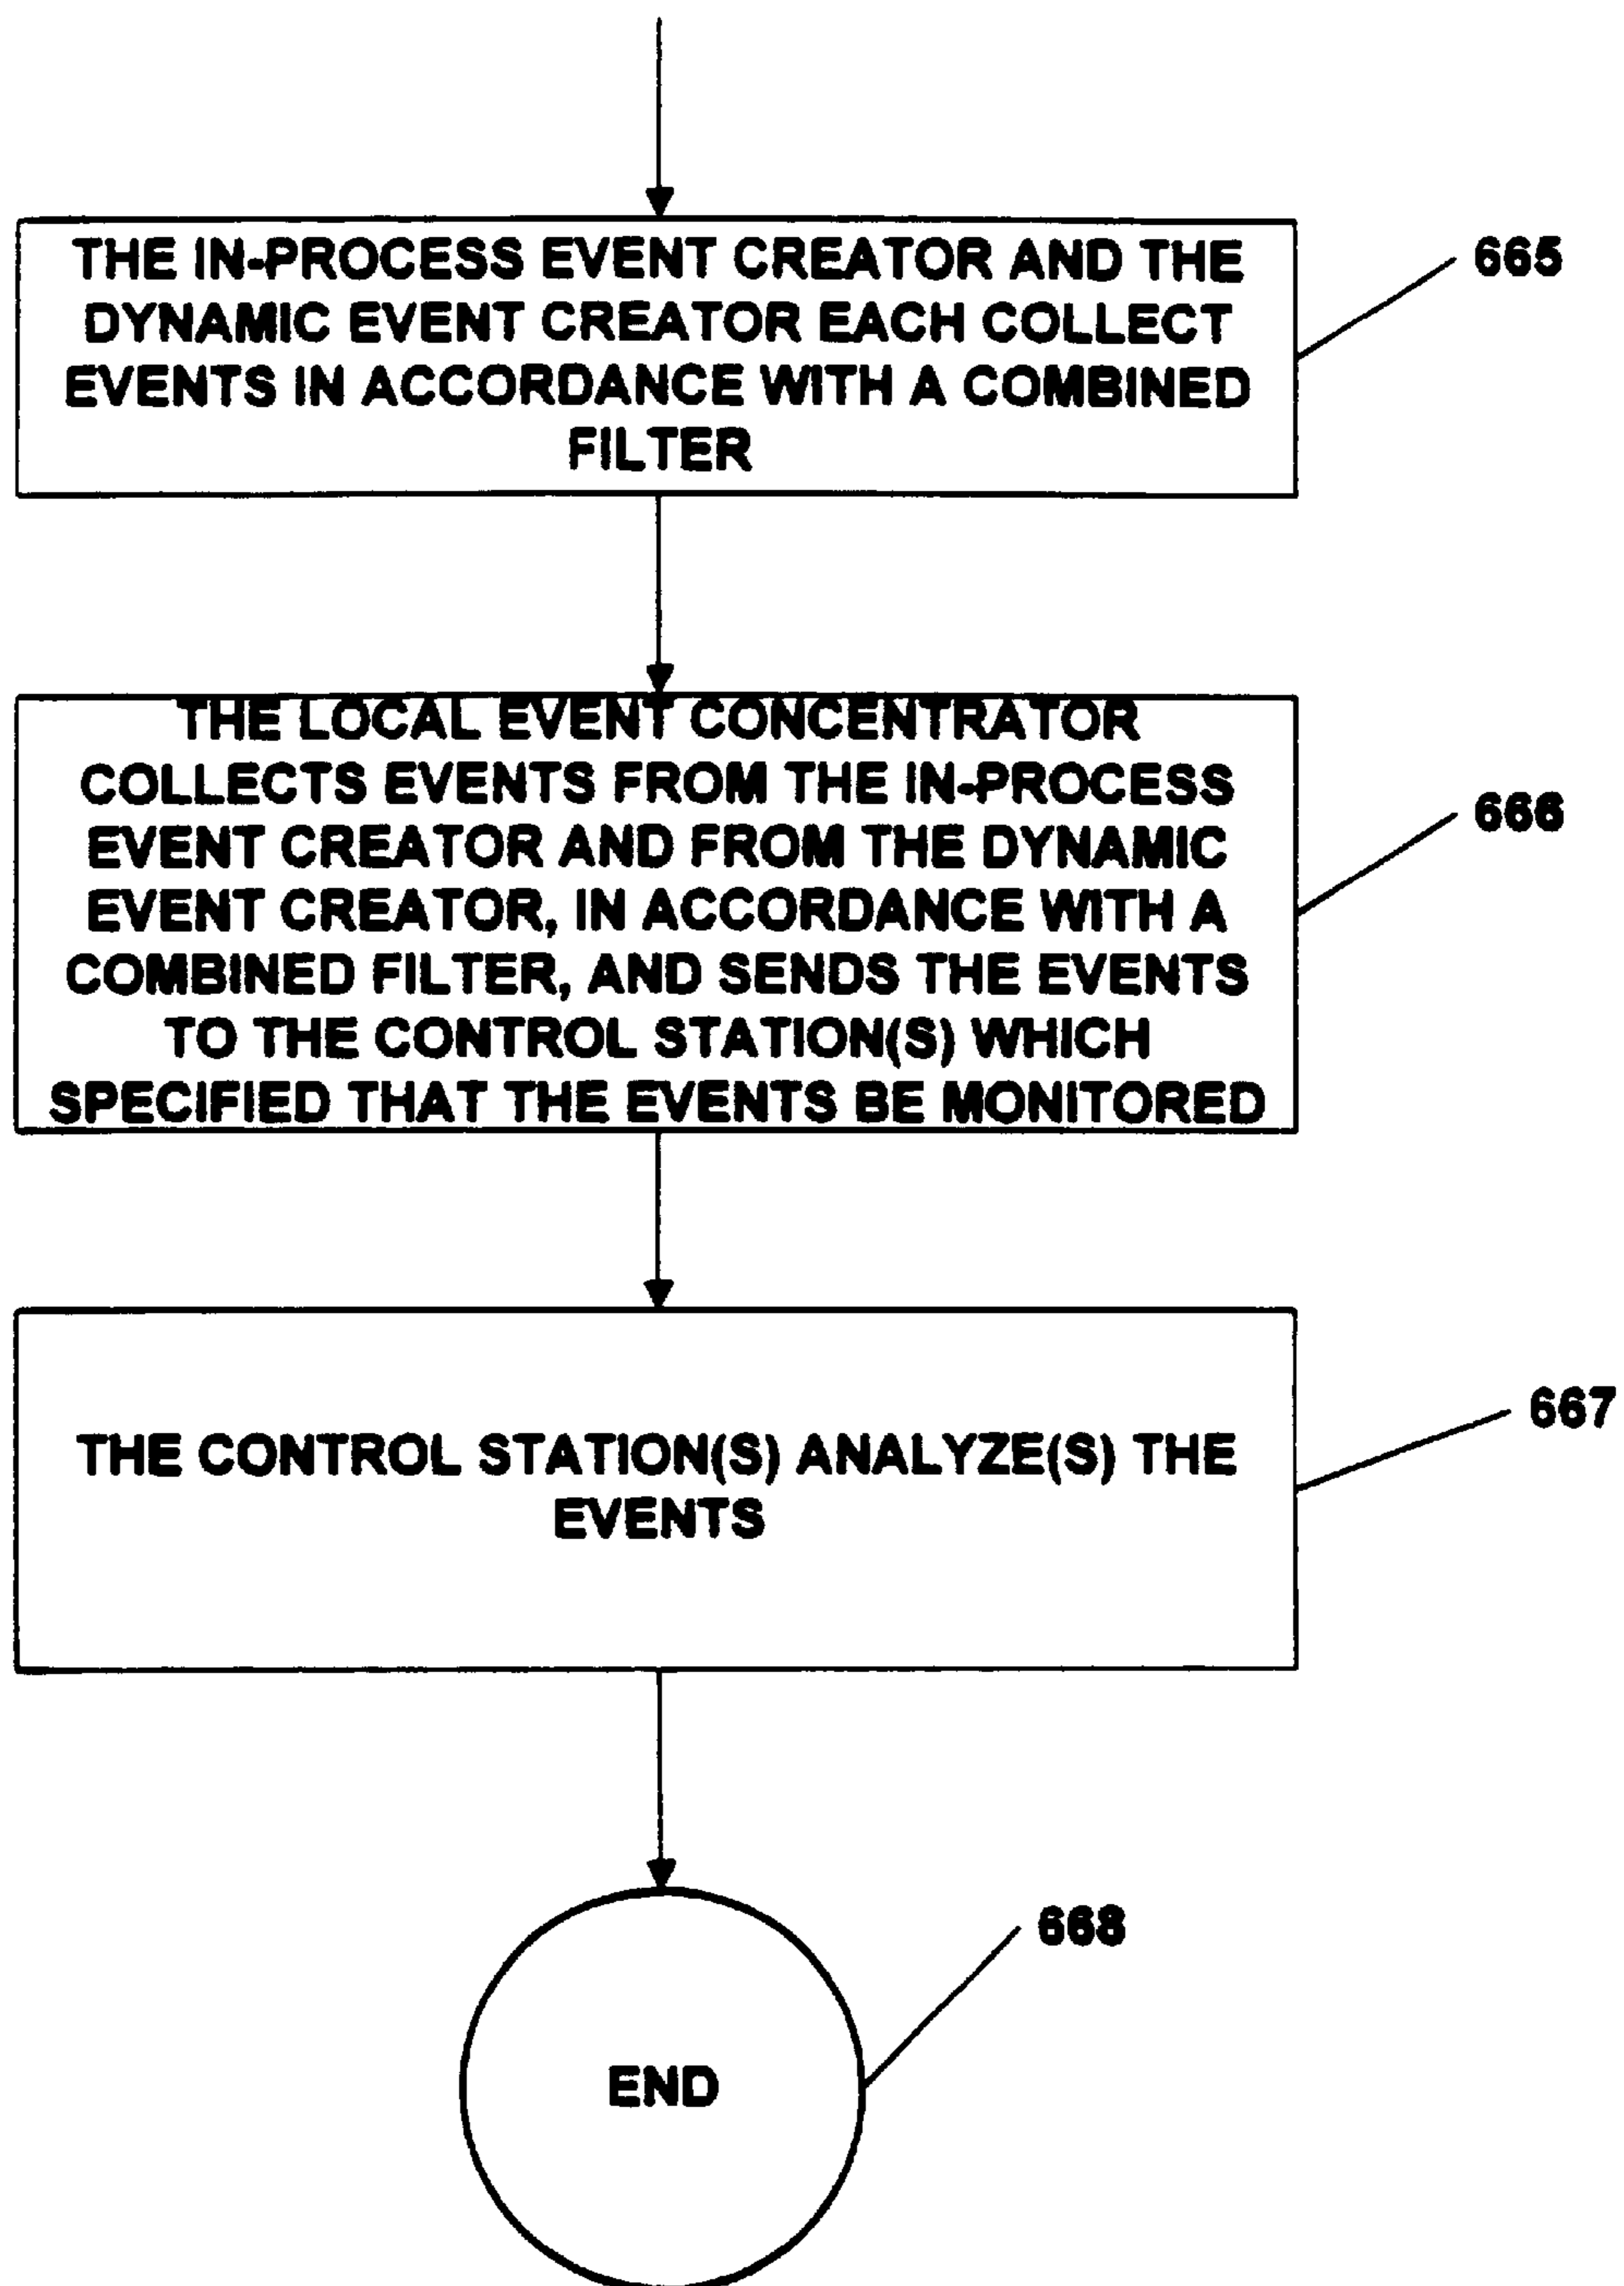 THE IN-PROCESS EVENT CREATOR AND THE
DYNAMIC EVENT CREATOR EACH COLLECT
EVENTS IN ACCORDANCE WITH A COMBINED
FILTER
665
THE LOCAL EVENT CONCENTRATOR
COLLECTS EVENTS FROM THE IN-PROCESS
EVENT CREATOR AND FROM THE DYNAMIC
EVENT CREATOR, IN ACCORDANCE WITH A
COMBINED FILTER, AND SENDS THE EVENTS
TO THE CONTROL STATION(S) WHICH
SPECIFIED THAT THE EVENTS BE MONITORED
666
THE CONTROL STATION(S) ANALYZE(S) THE
EVENTS
667
END
668